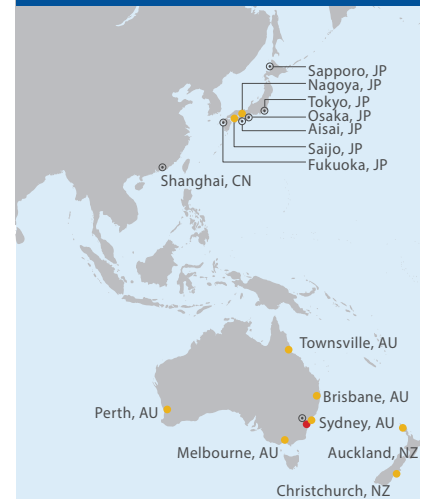 Sapporo, JP
Nagoya, JP
Tokyo, JP
Osaka, JP
Aisai, JP
Saijo, JP
Fukuoka, JP
Shanghai, CN
Townsville, AU
Brisbane, AU
Perth, AU
Sydney, AU
Melbourne, AU
Auckland, NZ
Christchurch, NZ